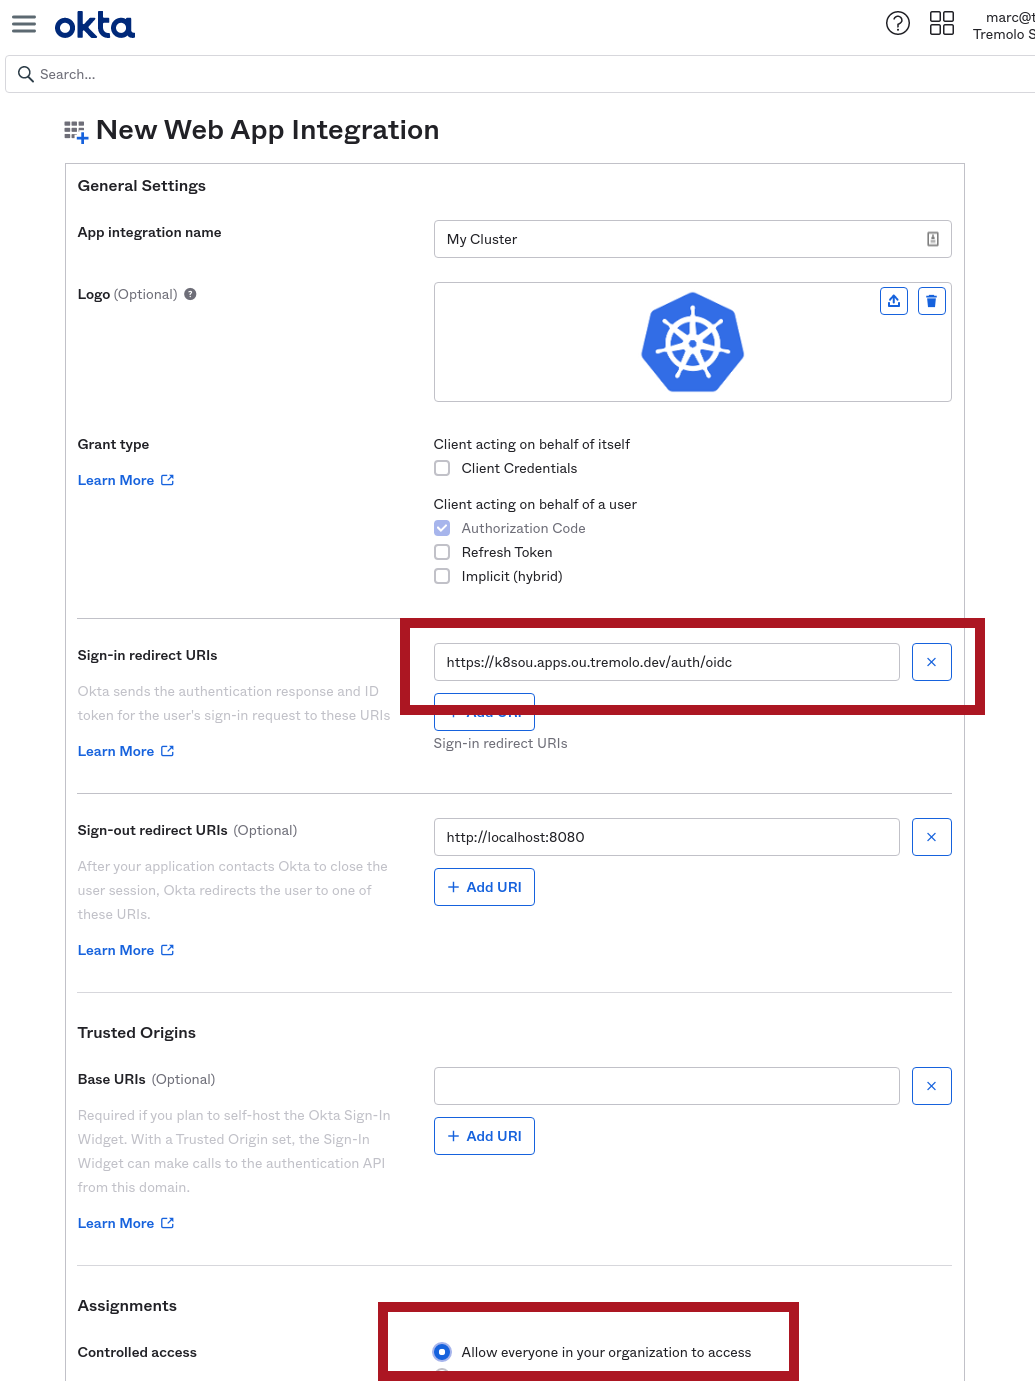 okta
marc@t
Tremolo S
Search...
New Web App Integration
General Settings
App integration name
My Cluster
Logo (Optional)
Grant type
Learn More
Client acting on behalf of itself
Client Credentials
Client acting on behalf of a user
Authorization Code
Refresh Token
Implicit (hybrid)
Sign-in redirect URIs
Okta sends the authentication response and ID
token for the user's sign-in request to these URIs
Learn More
https://k8sou.apps.ou.tremolo.dev/auth/oidc
+ Add URI
Sign-in redirect URIs
Sign-out redirect URIs (Optional)
After your application contacts Okta to close the
user session, Okta redirects the user to one of
these URIs.
Learn More
http://localhost:8080
+ Add URI
Trusted Origins
Base URIs (Optional)
Required if you plan to self-host the Okta Sign-In
Widget. With a Trusted Origin set, the Sign-In
Widget can make calls to the authentication API
from this domain.
Learn More
+ Add URI
Assignments
Controlled access
Allow everyone in your organization to access